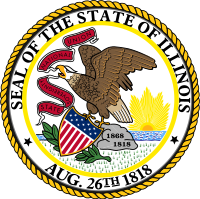 SEAL OF THE STATE OF ILLINOIS
AUG. 26TH 1818
STATE
SOVEREIGNTY
NATIONAL
UNION
1868
1818